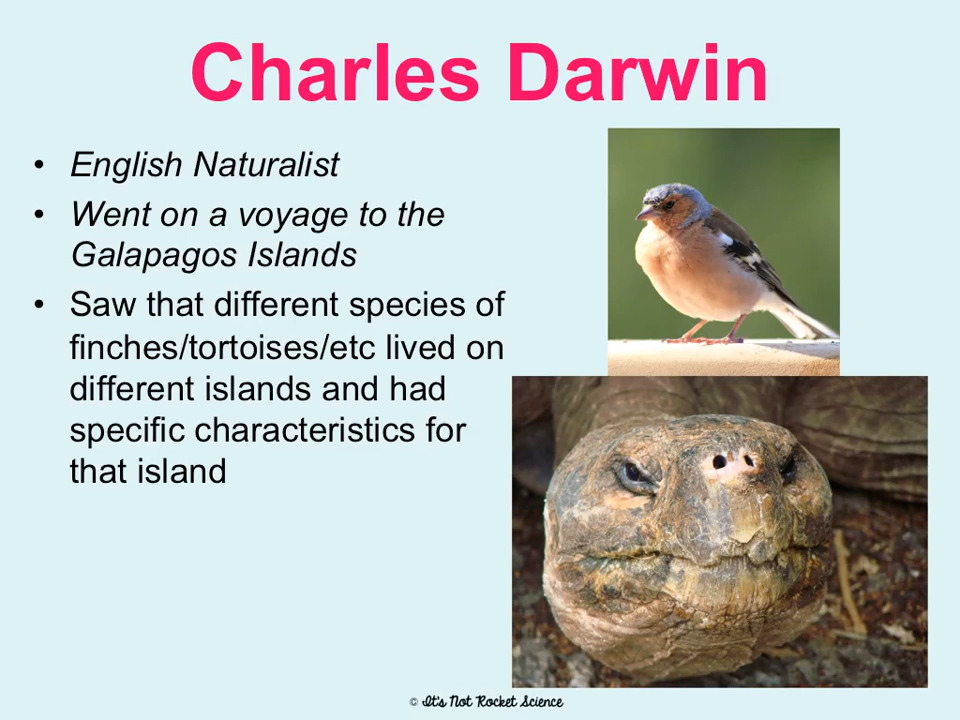 Charles Darwin
• English Naturalist
• Went on a voyage to the
Galapagos Islands
• Saw that different species of
finches/tortoises/etc lived on
different islands and had
specific characteristics for
that island
© It's Not Rocket Science